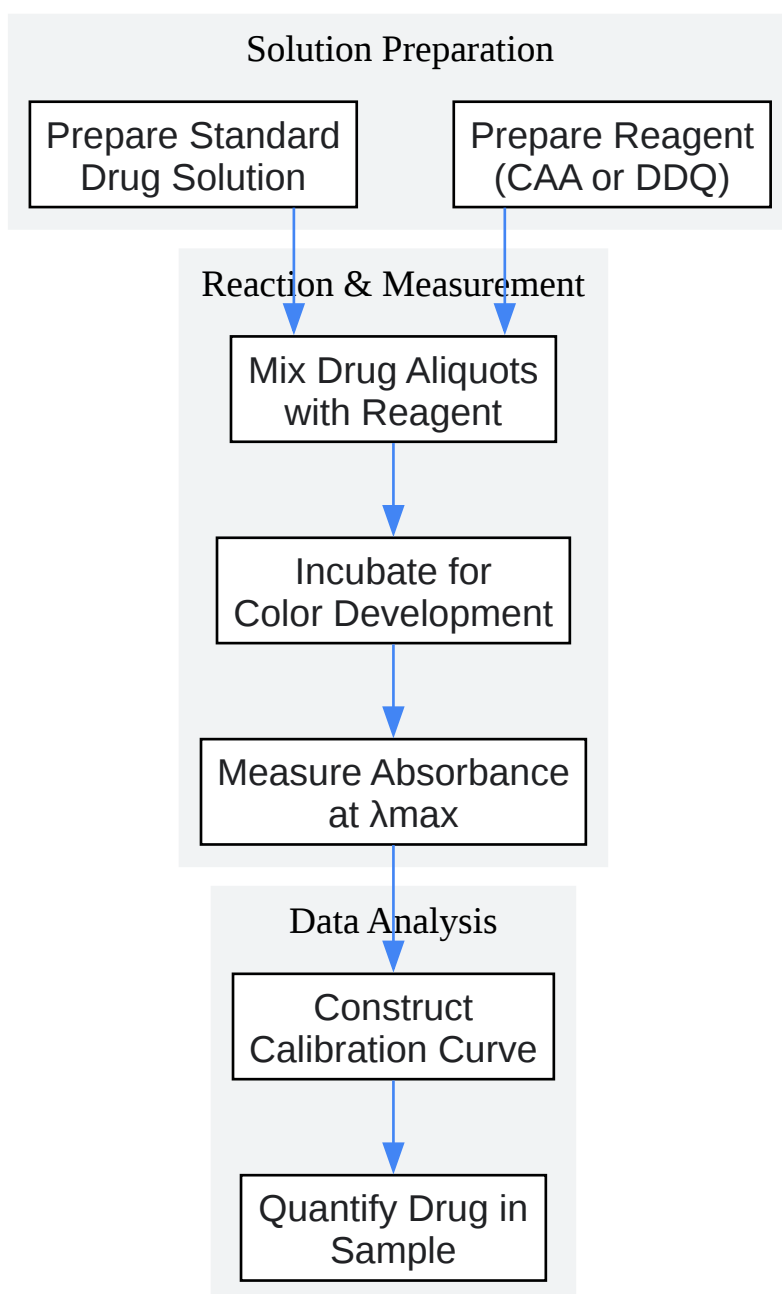 Solution Preparation
Prepare Standard
Drug Solution
Prepare Reagent
(CAA or DDQ)
Reaction & Measurement
Mix Drug Aliquots
with Reagent
Incubate for
Color Development
Measure Absorbance
at λmax
Data Analysis
Construct
Calibration Curve
Quantify Drug in
Sample